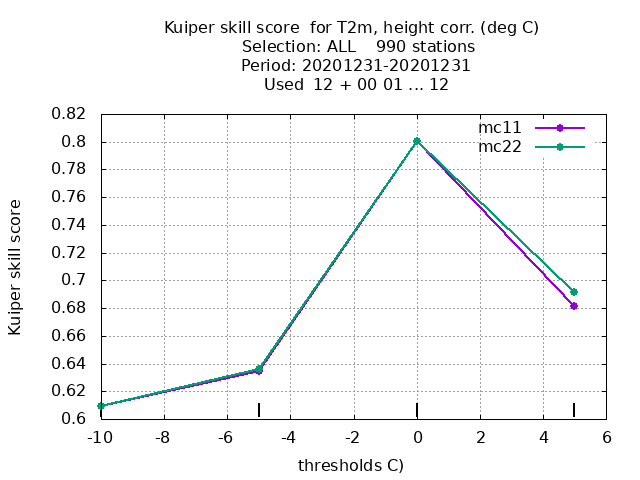 Kuiper skill score  for T2m, height corr. (deg C)
Selection: ALL    990 stations
Period: 20201231-20201231
Used  12 + 00 01 ... 12
mc11
mc22
Kuiper skill score
0.82
0.8
0.78
0.76
0.74
0.72
0.7
0.68
0.66
0.64
0.62
0.6
-10 -8 -6 -4 -2 0 2 4 6
thresholds C)